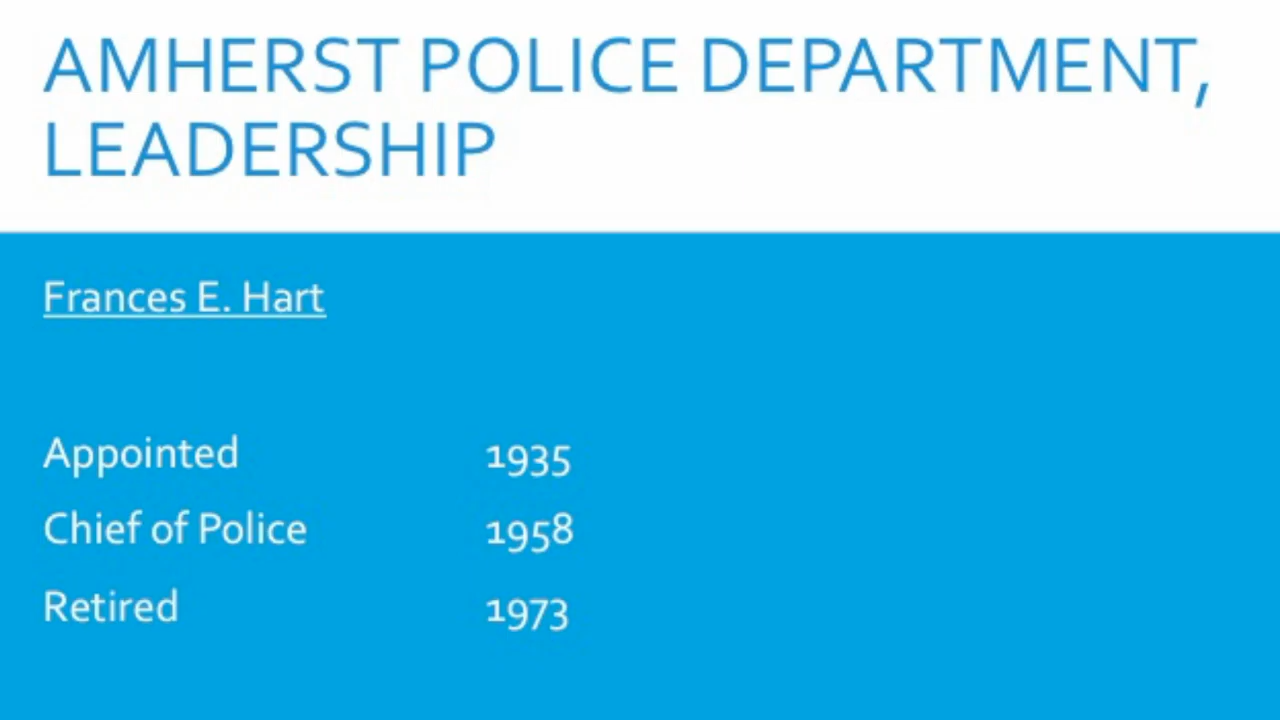 AMHERST POLICE DEPARTMENT,
LEADERSHIP
Frances E. Hart
Appointed 1935
Chief of Police 1958
Retired 1973